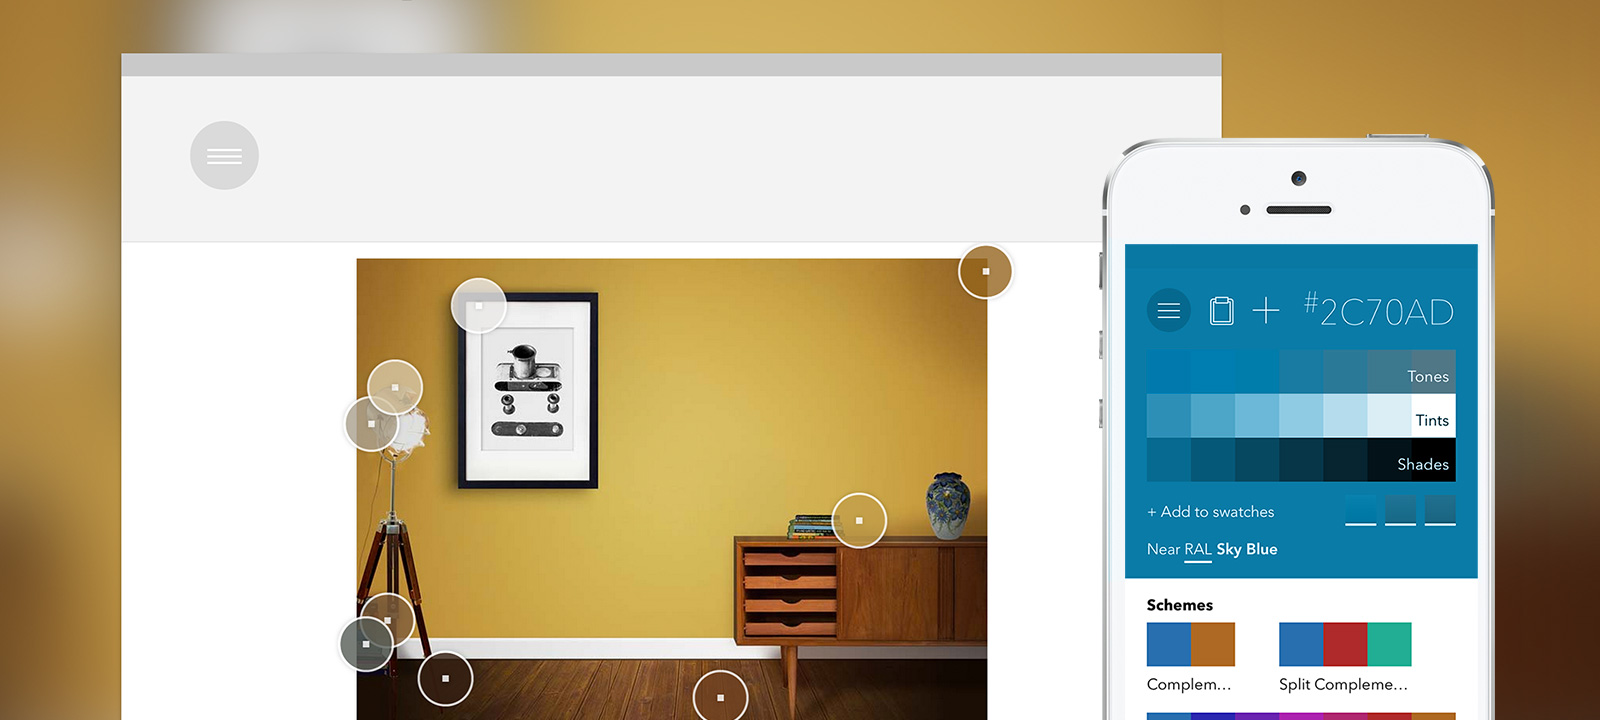 #2C70AD
Tones
Tints
Shades
+ Add to swatches
Near RAL Sky Blue
Schemes
Complem...
Split Compleme...